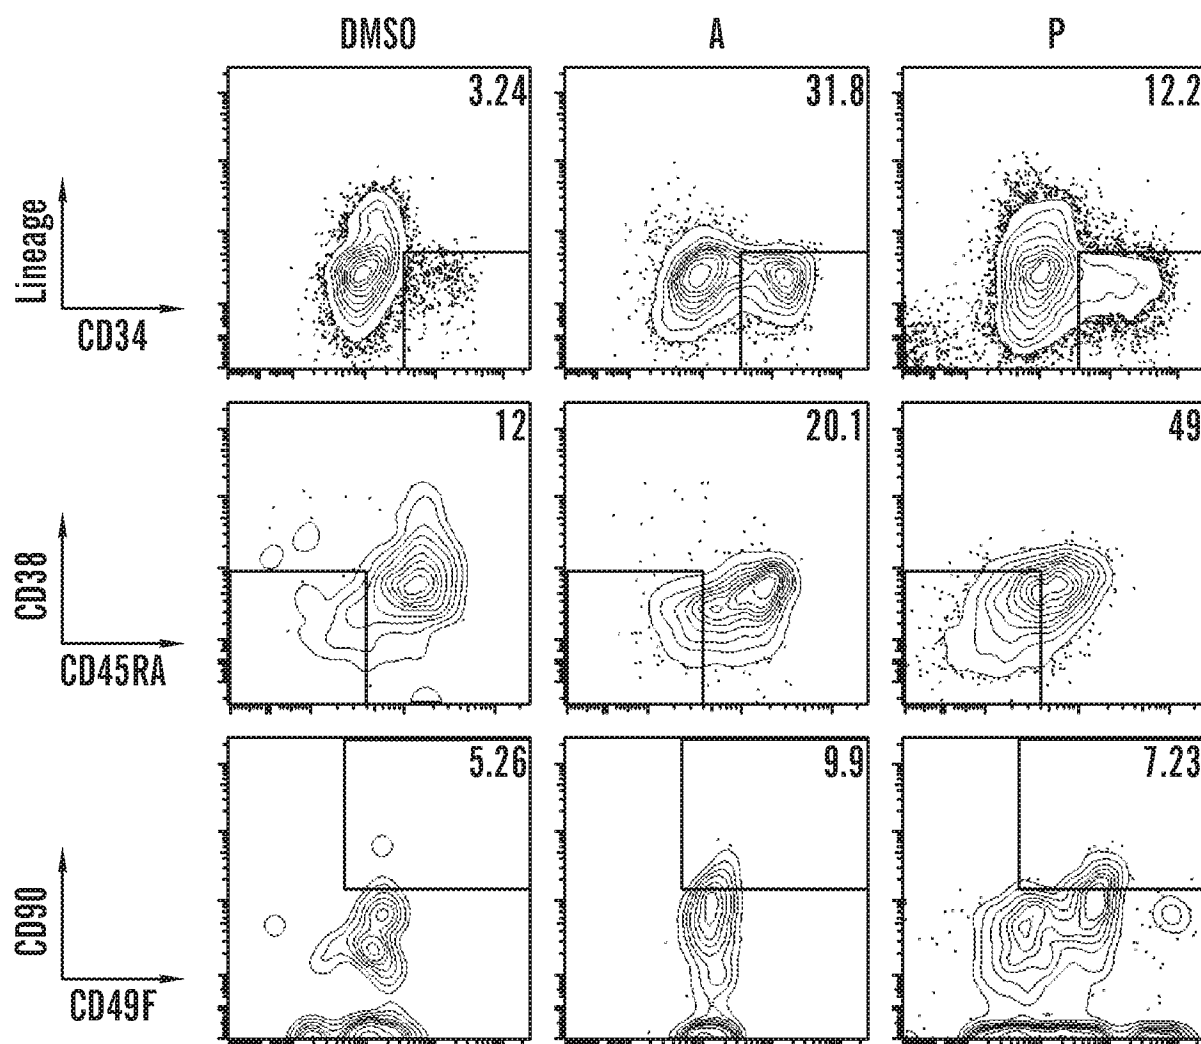 DMSO A P
3.24 31.8 12.2
Lineage
CD34
12 20.1 49
CD38
CD45RA
5.26 9.9 7.23
CD90
CD49F